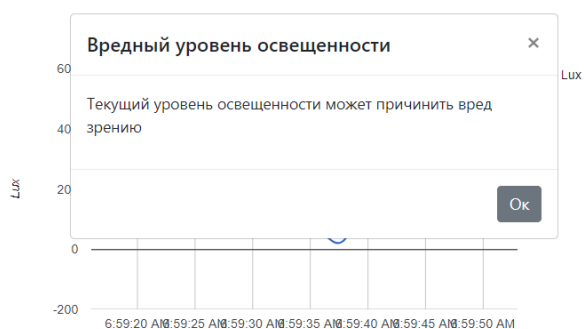 Вредный уровень освещенности ×
60
Lux
Текущий уровень освещенности может причинить вред
зрению
40
Lux
20
Ок
0
-200
6:59:20 AM 6:59:25 AM 6:59:30 AM 6:59:35 AM 6:59:40 AM 6:59:45 AM 6:59:50 AM